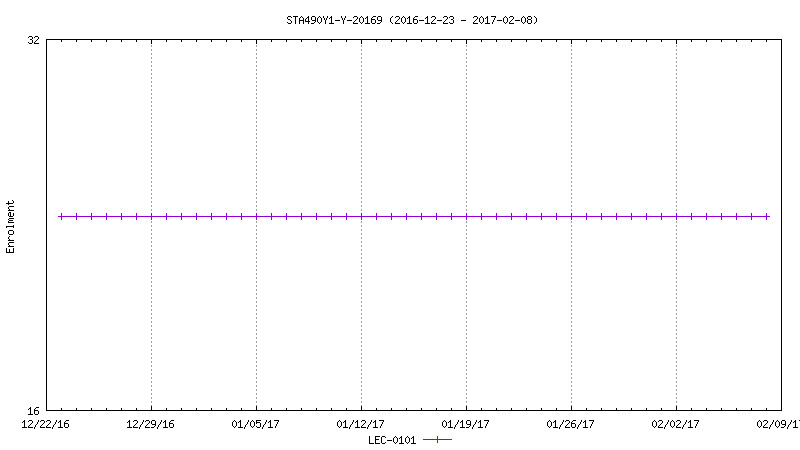 STA490Y1-Y-20169 (2016-12-23 - 2017-02-08)
32
Enrolment
16
12/22/16 12/29/16 01/05/17 01/12/17 01/19/17 01/26/17 02/02/17 02/09/1
LEC-0101